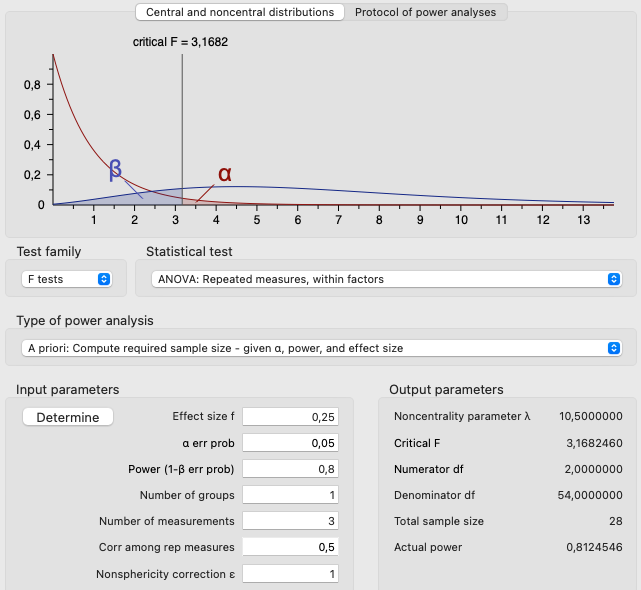 Central and noncentral distributions Protocol of power analyses
critical F = 3,1682
0,8
0,6
0,4
0,2
0
β α
1 2 3 4 5 6 7 8 9 10 11 12 13
Test family Statistical test
F tests ANOVA: Repeated measures, within factors
Type of power analysis
A priori: Compute required sample size - given α, power, and effect size
Input parameters Output parameters
Determine Effect size f 0,25 Noncentrality parameter λ 10,5000000
α err prob 0,05 Critical F 3,1682460
Power (1-β err prob) 0,8 Numerator df 2,0000000
Number of groups 1 Denominator df 54,0000000
Number of measurements 3 Total sample size 28
Corr among rep measures 0,5 Actual power 0,8124546
Nonsphericity correction ε 1